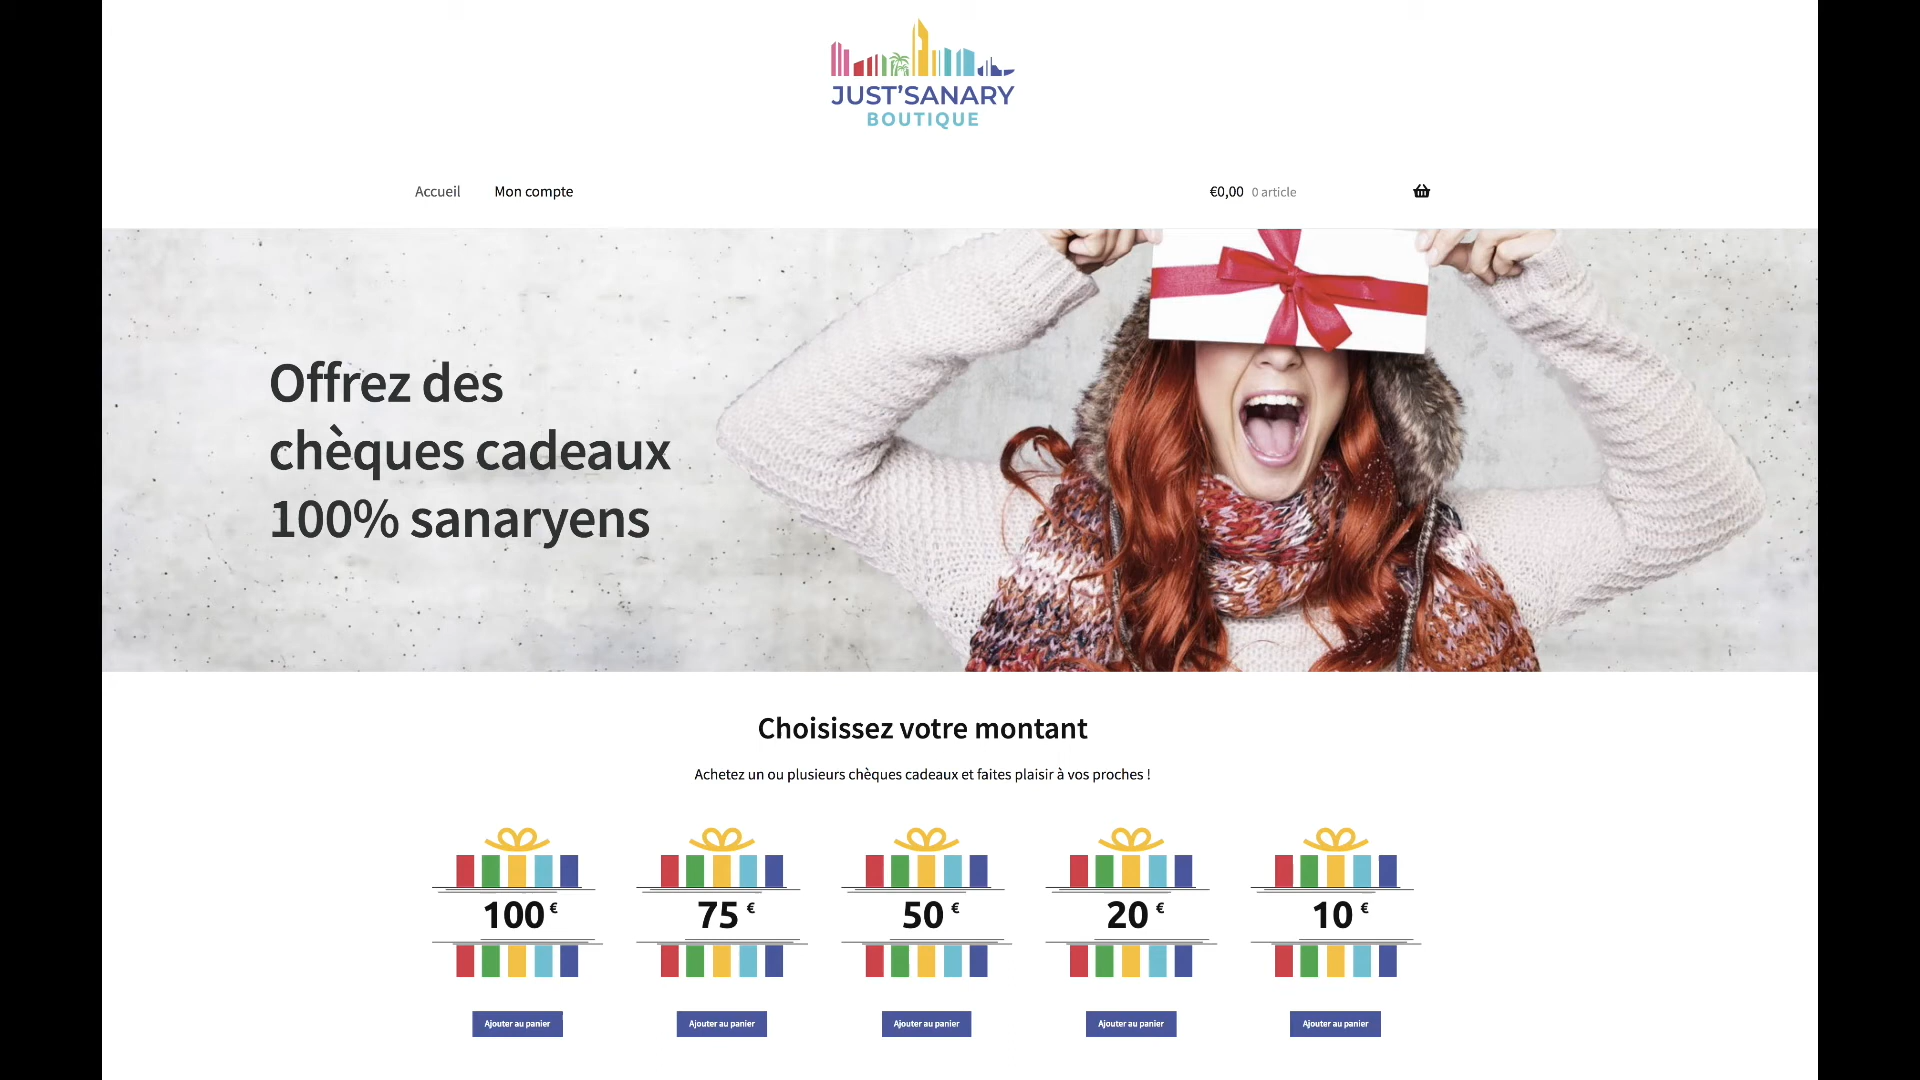 JUST'SANARY
BOUTIQUE
Accueil Mon compte €0,00 0 article
Offrez des
chèques cadeaux
100% sanaryens
Choisissez votre montant
Achetez un ou plusieurs chèques cadeaux et faites plaisir à vos proches !
100 € 75 € 50 € 20 € 10 €
Ajouter au panier Ajouter au panier Ajouter au panier Ajouter au panier Ajouter au panier